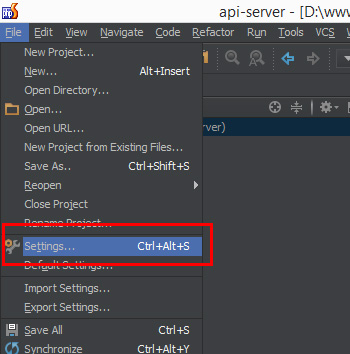 api-server - [D:\www
File Edit View Navigate Code Refactor Run Tools VCS
New Project...
New... Alt+Insert
Open Directory...
Open...
Open URL...
New Project from Existing Files...
Save As.. Ctrl+Shift+S
Reopen
Close Project
Rename Project...
Settings... Ctrl+Alt+S
Default Settings...
Import Settings...
Export Settings...
Save All Ctrl+S
Synchronize Ctrl+Alt+Y